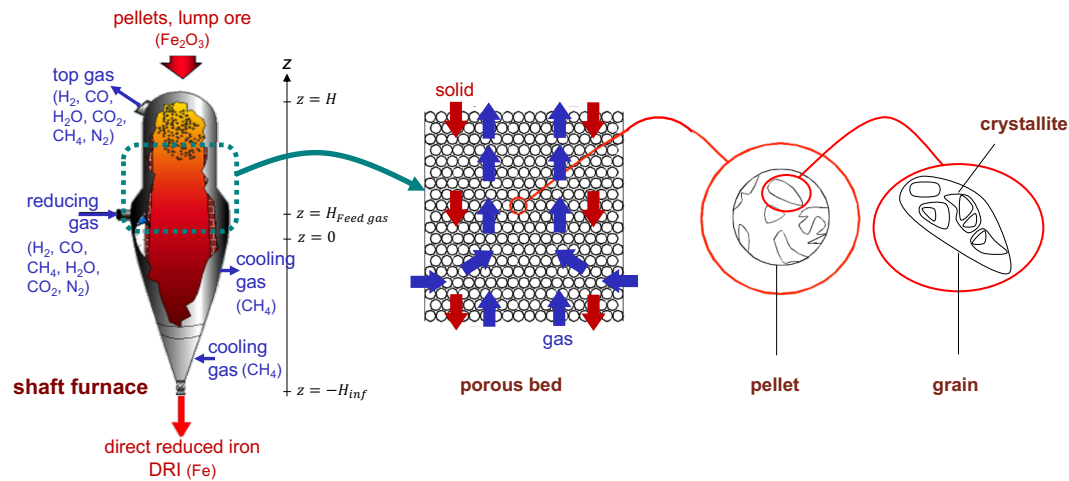 pellets, lump ore
(Fe₂O₃)
z
top gas
(H₂, CO,
H₂O, CO₂,
CH₄, N₂)
z = H
reducing
gas
(H₂, CO,
CH₄, H₂O,
CO₂, N₂)
z = H_Feed gas
z = 0
cooling
gas
(CH₄)
cooling
gas (CH₄)
z = −H_inf
shaft furnace
direct reduced iron
DRI (Fe)
solid
gas
porous bed
pellet
crystallite
grain